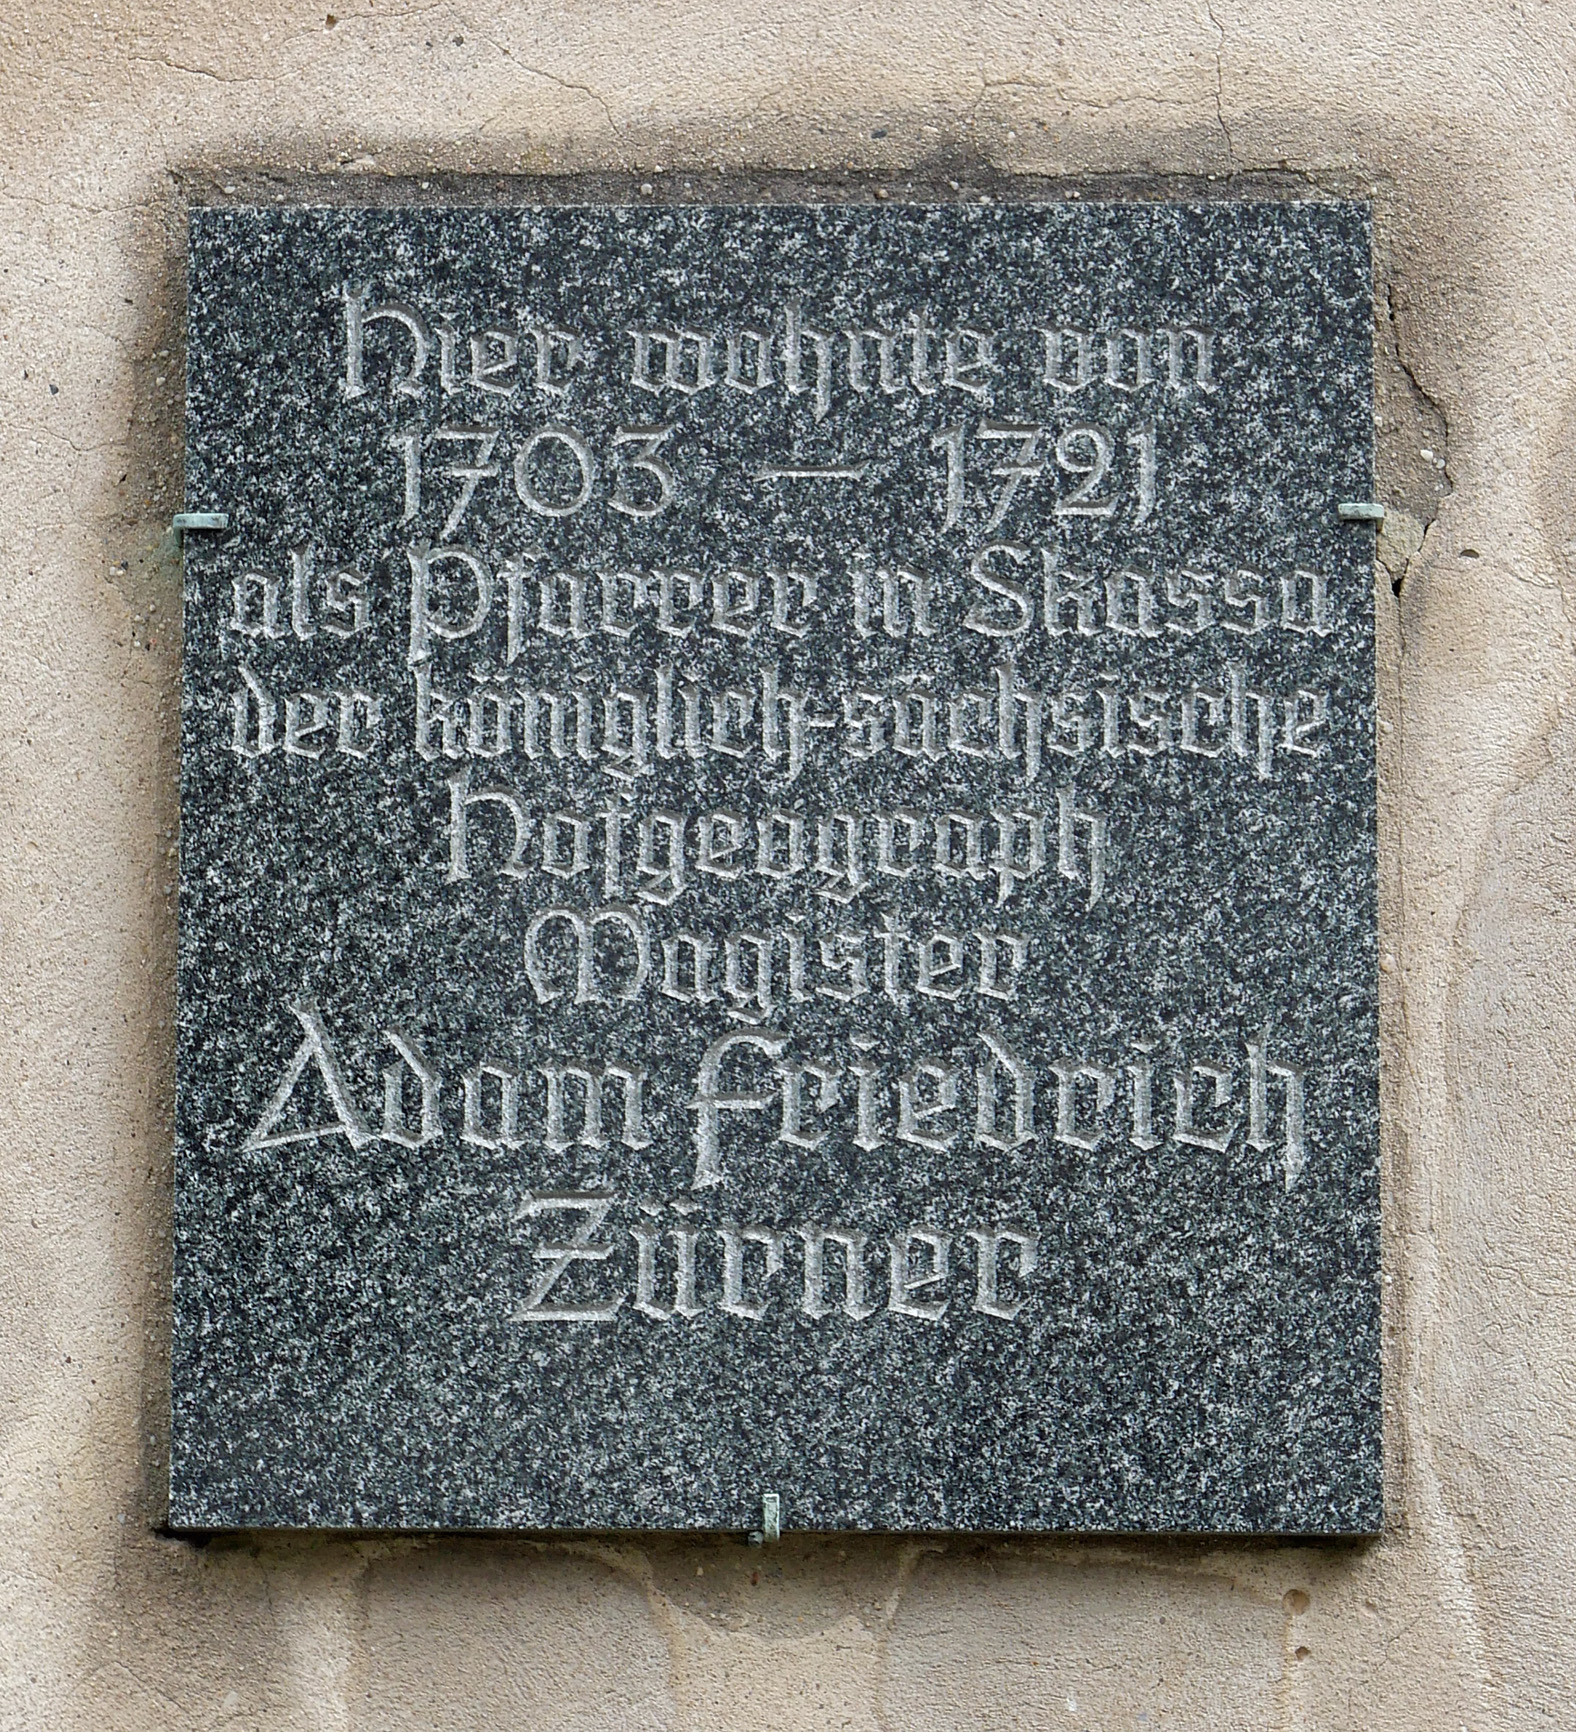 Hier wohnte von
1703 – 1721
als Pfarrer in Skassa
der königlich-sächsische
Hofgeograph
Magister
Adam Friedrich
Zürner